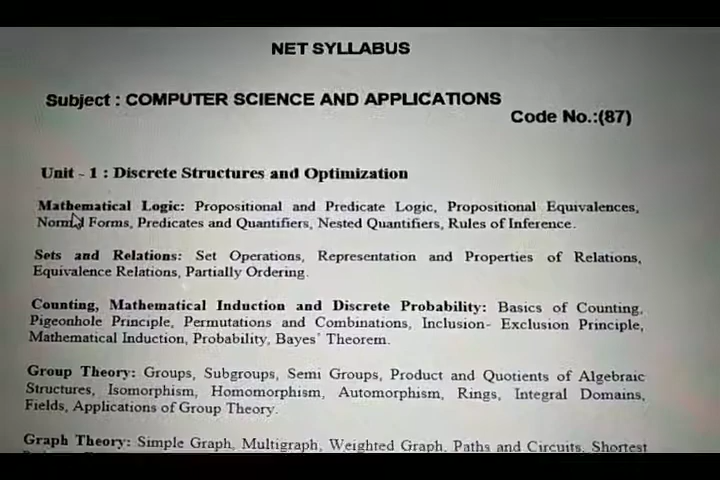 NET SYLLABUS
Subject : COMPUTER SCIENCE AND APPLICATIONS
Code No.:(87)
Unit - 1 : Discrete Structures and Optimization
Mathematical Logic: Propositional and Predicate Logic, Propositional Equivalences,
Normal Forms, Predicates and Quantifiers, Nested Quantifiers, Rules of Inference.
Sets and Relations: Set Operations, Representation and Properties of Relations,
Equivalence Relations, Partially Ordering.
Counting, Mathematical Induction and Discrete Probability: Basics of Counting,
Pigeonhole Principle, Permutations and Combinations, Inclusion- Exclusion Principle,
Mathematical Induction, Probability, Bayes' Theorem.
Group Theory: Groups, Subgroups, Semi Groups, Product and Quotients of Algebraic
Structures, Isomorphism, Homomorphism, Automorphism, Rings, Integral Domains,
Fields, Applications of Group Theory.
Graph Theory: Simple Graph, Multigraph, Weighted Graph, Paths and Circuits, Shortest